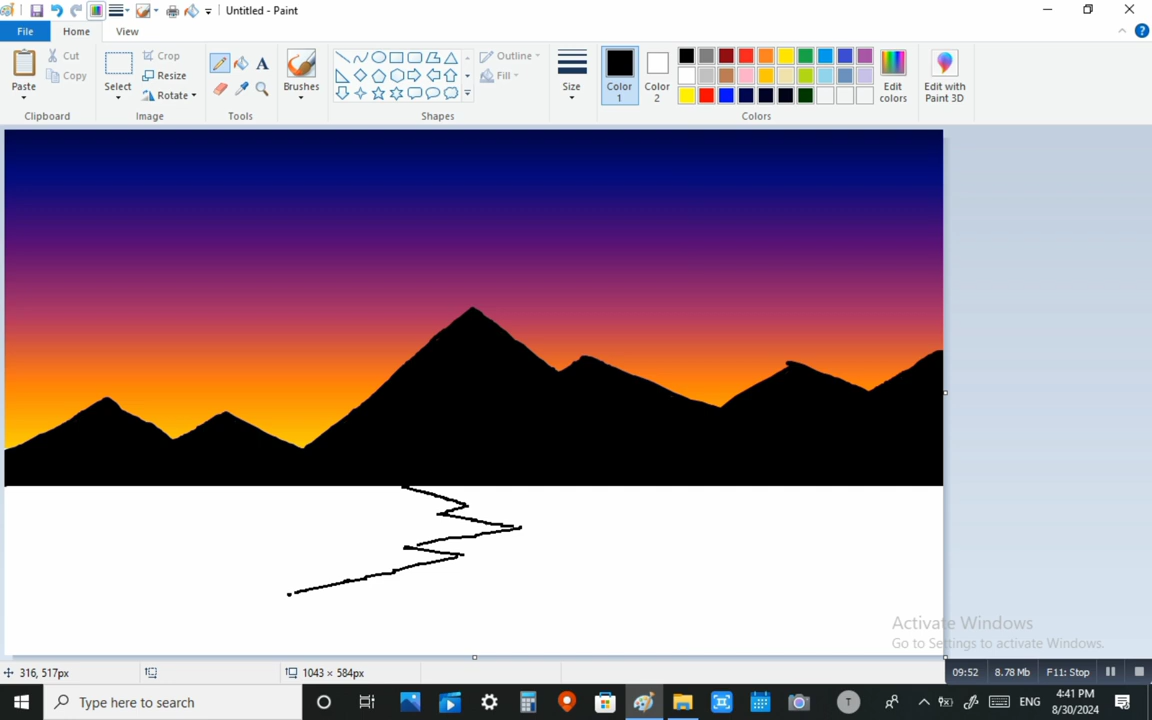 Untitled - Paint
File
Home
View
Paste
Cut
Copy
Clipboard
Select
Crop
Resize
Rotate
Image
A
Tools
Brushes
Outline
Fill
Shapes
Size
Color
1
Color
2
Edit
colors
Colors
Edit with
Paint 3D
Activate Windows
Go to Settings to activate Windows.
316, 517px
1043 × 584px
09:52
8.78 Mb
F11: Stop
Type here to search
T
ENG
4:41 PM
8/30/2024